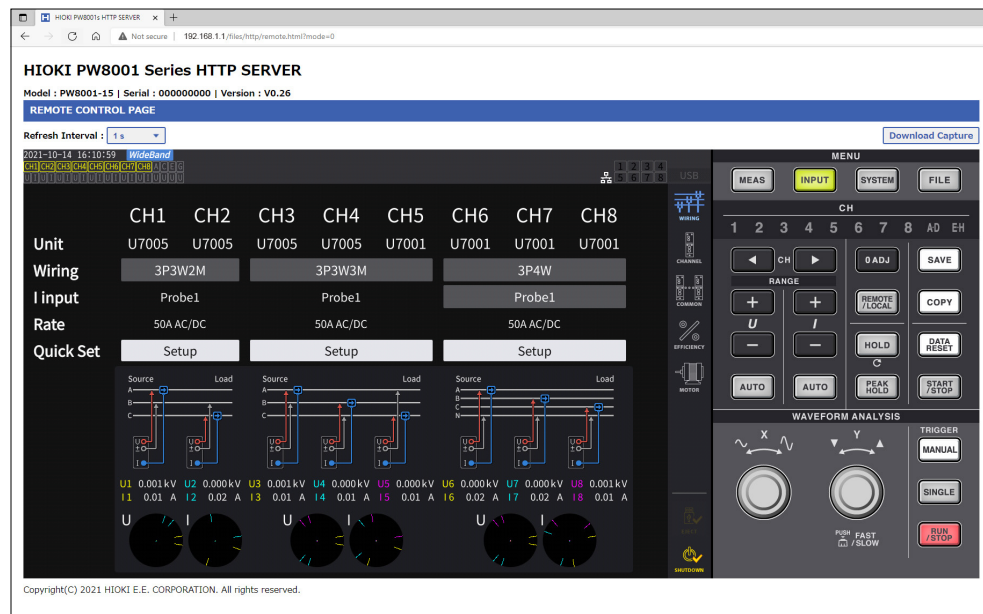 HIOKI PW8001s HTTP SERVER
Not secure | 192.168.1.1/files/http/remote.html?mode=0
HIOKI PW8001 Series HTTP SERVER
Model : PW8001-15 | Serial : 000000000 | Version : V0.26
REMOTE CONTROL PAGE
Refresh Interval : 1 s
Download Capture
2021-10-14 16:10:59 WideBand
CH1 CH2 CH3 CH4 CH5 CH6 CH7 CH8 A C E G
U I U I U I U I U I U I U I U I U U U U
1 2 3 4
5 6 7 8
USB
CH1 CH2 CH3 CH4 CH5 CH6 CH7 CH8
Unit U7005 U7005 U7005 U7005 U7001 U7001 U7001 U7001
Wiring 3P3W2M 3P3W3M 3P4W
I input Probe1 Probe1 Probe1
Rate 50A AC/DC 50A AC/DC 50A AC/DC
Quick Set Setup Setup Setup
Source Load Source Load Source Load
A A A
B B B
C C C
N
U U U U U U U U
± ± ± ± ± ± ± ±
I I I I I I I I
U1 0.001 kV U2 0.000 kV U3 0.001 kV U4 0.000 kV U5 0.000 kV U6 0.000 kV U7 0.000 kV U8 0.001 kV
I1 0.01 A I2 0.02 A I3 0.01 A I4 0.01 A I5 0.01 A I6 0.02 A I7 0.02 A I8 0.01 A
U I U I U I
WIRING
CHANNEL
COMMON
EFFICIENCY
MOTOR
SHUTDOWN
MENU
MEAS INPUT SYSTEM FILE
CH
1 2 3 4 5 6 7 8 AD EH
CH 0 ADJ SAVE
RANGE
+ + REMOTE /LOCAL COPY
U I
− − HOLD DATA RESET
AUTO AUTO PEAK HOLD START /STOP
WAVEFORM ANALYSIS
X Y
TRIGGER
MANUAL
SINGLE
PUSH FAST /SLOW
RUN /STOP
Copyright(C) 2021 HIOKI E.E. CORPORATION. All rights reserved.